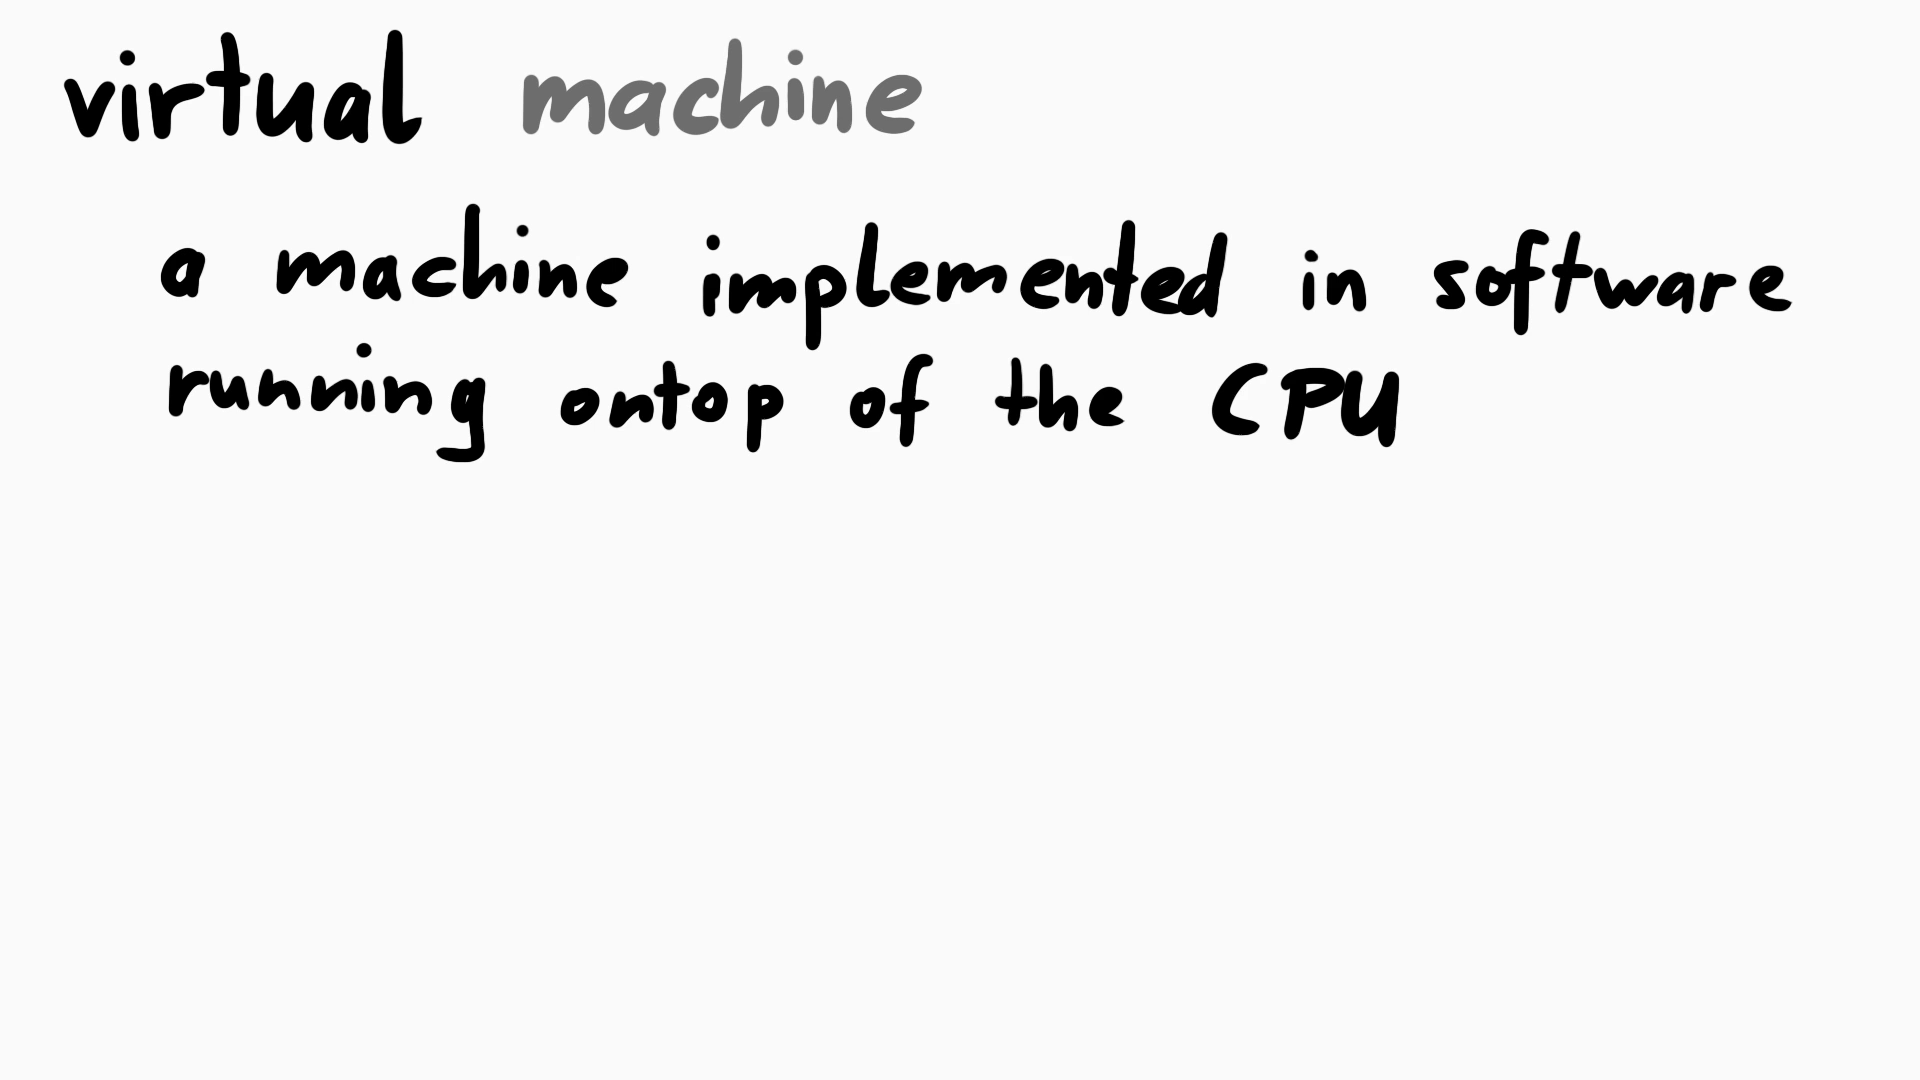 virtual machine
a machine implemented in software
running ontop of the CPU